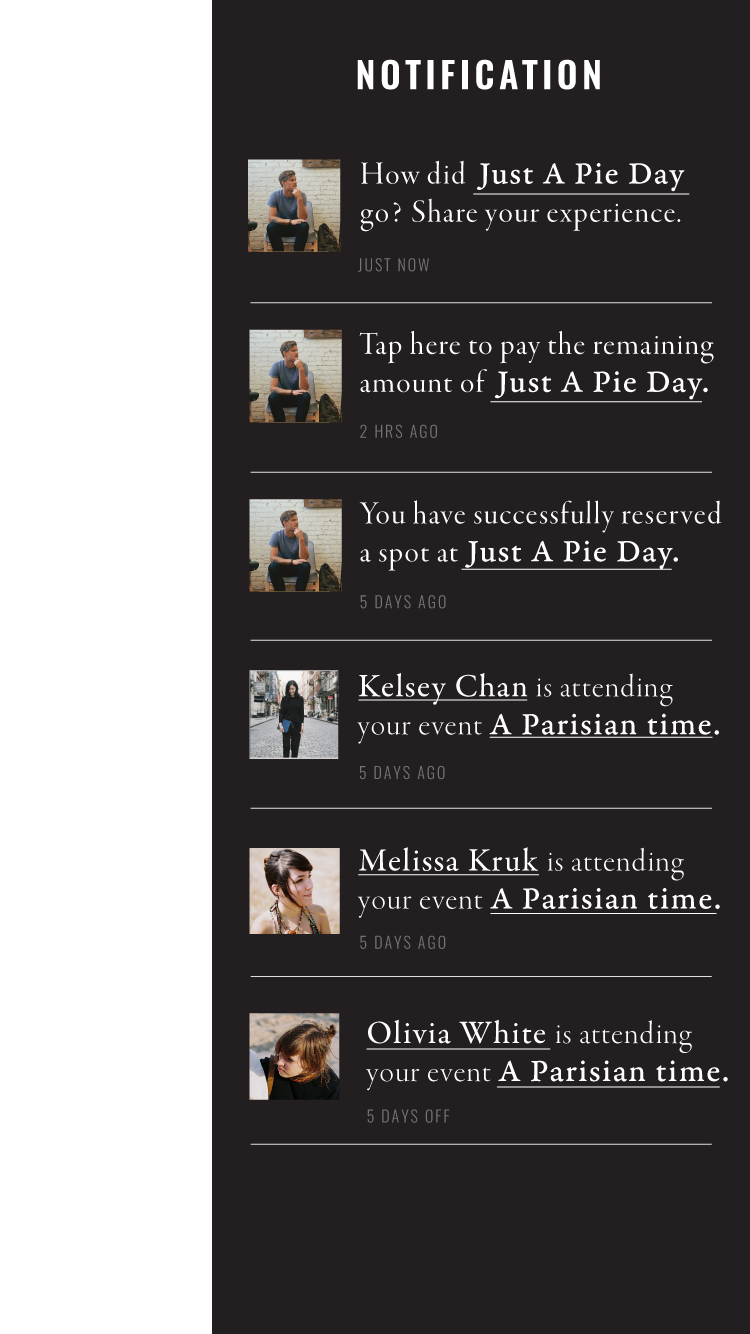 NOTIFICATION
How did Just A Pie Day
go? Share your experience.
JUST NOW
Tap here to pay the remaining
amount of Just A Pie Day.
2 HRS AGO
You have successfully reserved
a spot at Just A Pie Day.
5 DAYS AGO
Kelsey Chan is attending
your event A Parisian time.
5 DAYS AGO
Melissa Kruk is attending
your event A Parisian time.
5 DAYS AGO
Olivia White is attending
your event A Parisian time.
5 DAYS OFF